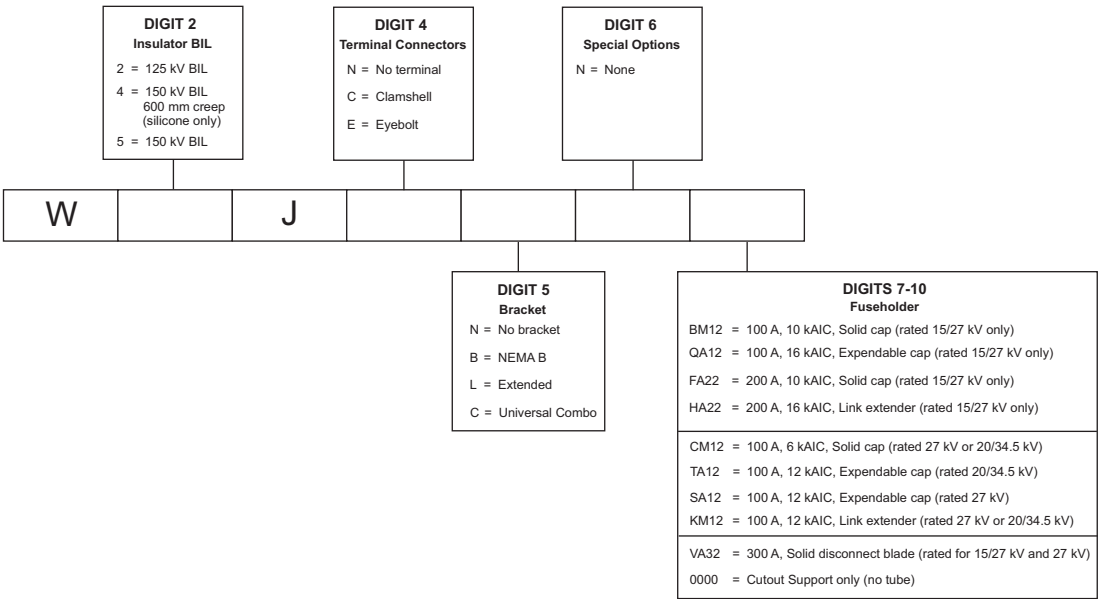 DIGIT 2
Insulator BIL
2 = 125 kV BIL
4 = 150 kV BIL
600 mm creep
(silicone only)
5 = 150 kV BIL
DIGIT 4
Terminal Connectors
N = No terminal
C = Clamshell
E = Eyebolt
DIGIT 6
Special Options
N = None
W J
DIGIT 5
Bracket
N = No bracket
B = NEMA B
L = Extended
C = Universal Combo
DIGITS 7-10
Fuseholder
BM12 = 100 A, 10 kAIC, Solid cap (rated 15/27 kV only)
QA12 = 100 A, 16 kAIC, Expendable cap (rated 15/27 kV only)
FA22 = 200 A, 10 kAIC, Solid cap (rated 15/27 kV only)
HA22 = 200 A, 16 kAIC, Link extender (rated 15/27 kV only)
CM12 = 100 A, 6 kAIC, Solid cap (rated 27 kV or 20/34.5 kV)
TA12 = 100 A, 12 kAIC, Expendable cap (rated 20/34.5 kV)
SA12 = 100 A, 12 kAIC, Expendable cap (rated 27 kV)
KM12 = 100 A, 12 kAIC, Link extender (rated 27 kV or 20/34.5 kV)
VA32 = 300 A, Solid disconnect blade (rated for 15/27 kV and 27 kV)
0000 = Cutout Support only (no tube)